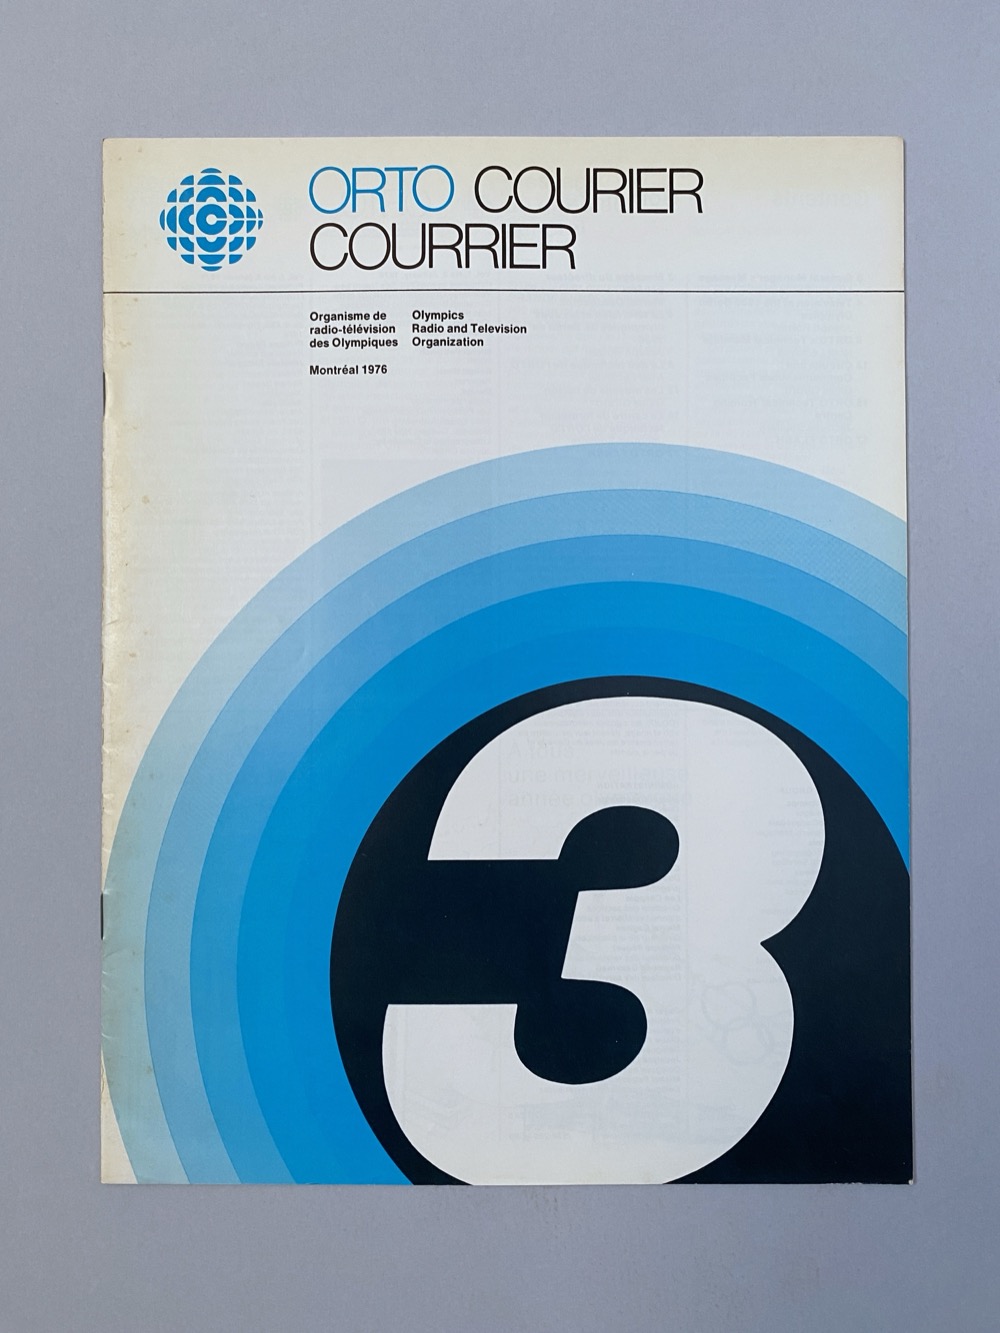 ORTO COURIER
COURRIER
Organisme de
radio-télévision
des Olympiques
Olympics
Radio and Television
Organization
Montréal 1976
3